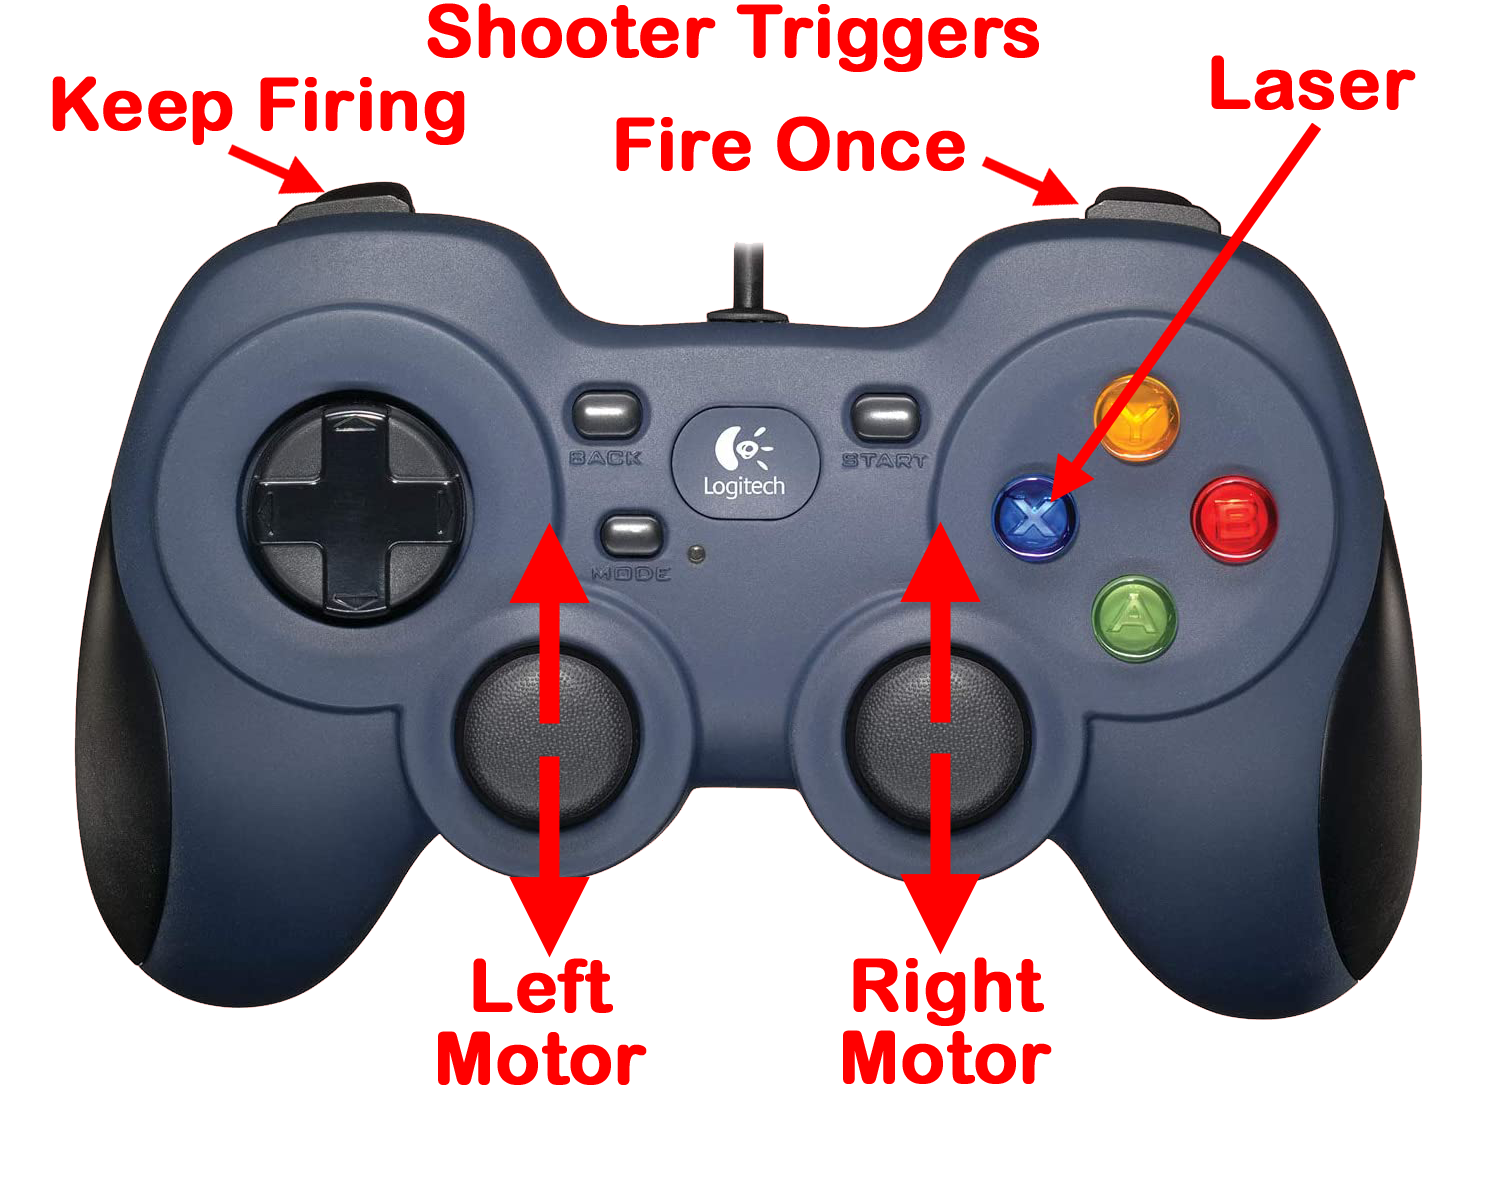 Shooter Triggers
Keep Firing
Fire Once
Laser
BACK
START
Logitech
MODE
Y
X
B
A
Left
Motor
Right
Motor